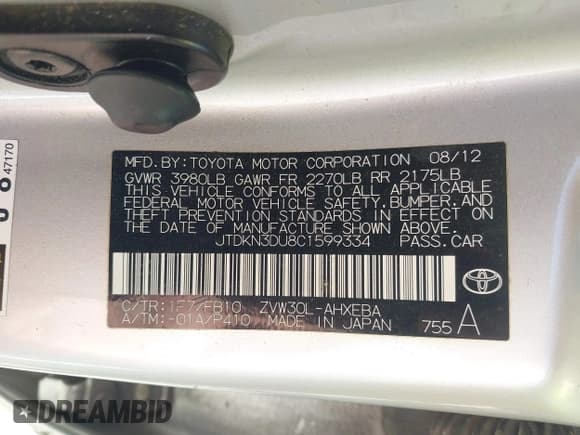 MFD. BY: TOYOTA MOTOR CORPORATION 08/12
GVWR 3980LB GAWR FR 2270LB RR 2175LB
THIS VEHICLE CONFORMS TO ALL APPLICABLE
FEDERAL MOTOR VEHICLE SAFETY, BUMPER, AND
THEFT PREVENTION STANDARDS IN EFFECT ON
THE DATE OF MANUFACTURE SHOWN ABOVE.
JTDKN3DU8C1599334 PASS. CAR
C/TR: 1F7/FB10 ZVW30L-AHXEBA
A/TM: -01A/P410 MADE IN JAPAN 755 A
47170
DREAMBID